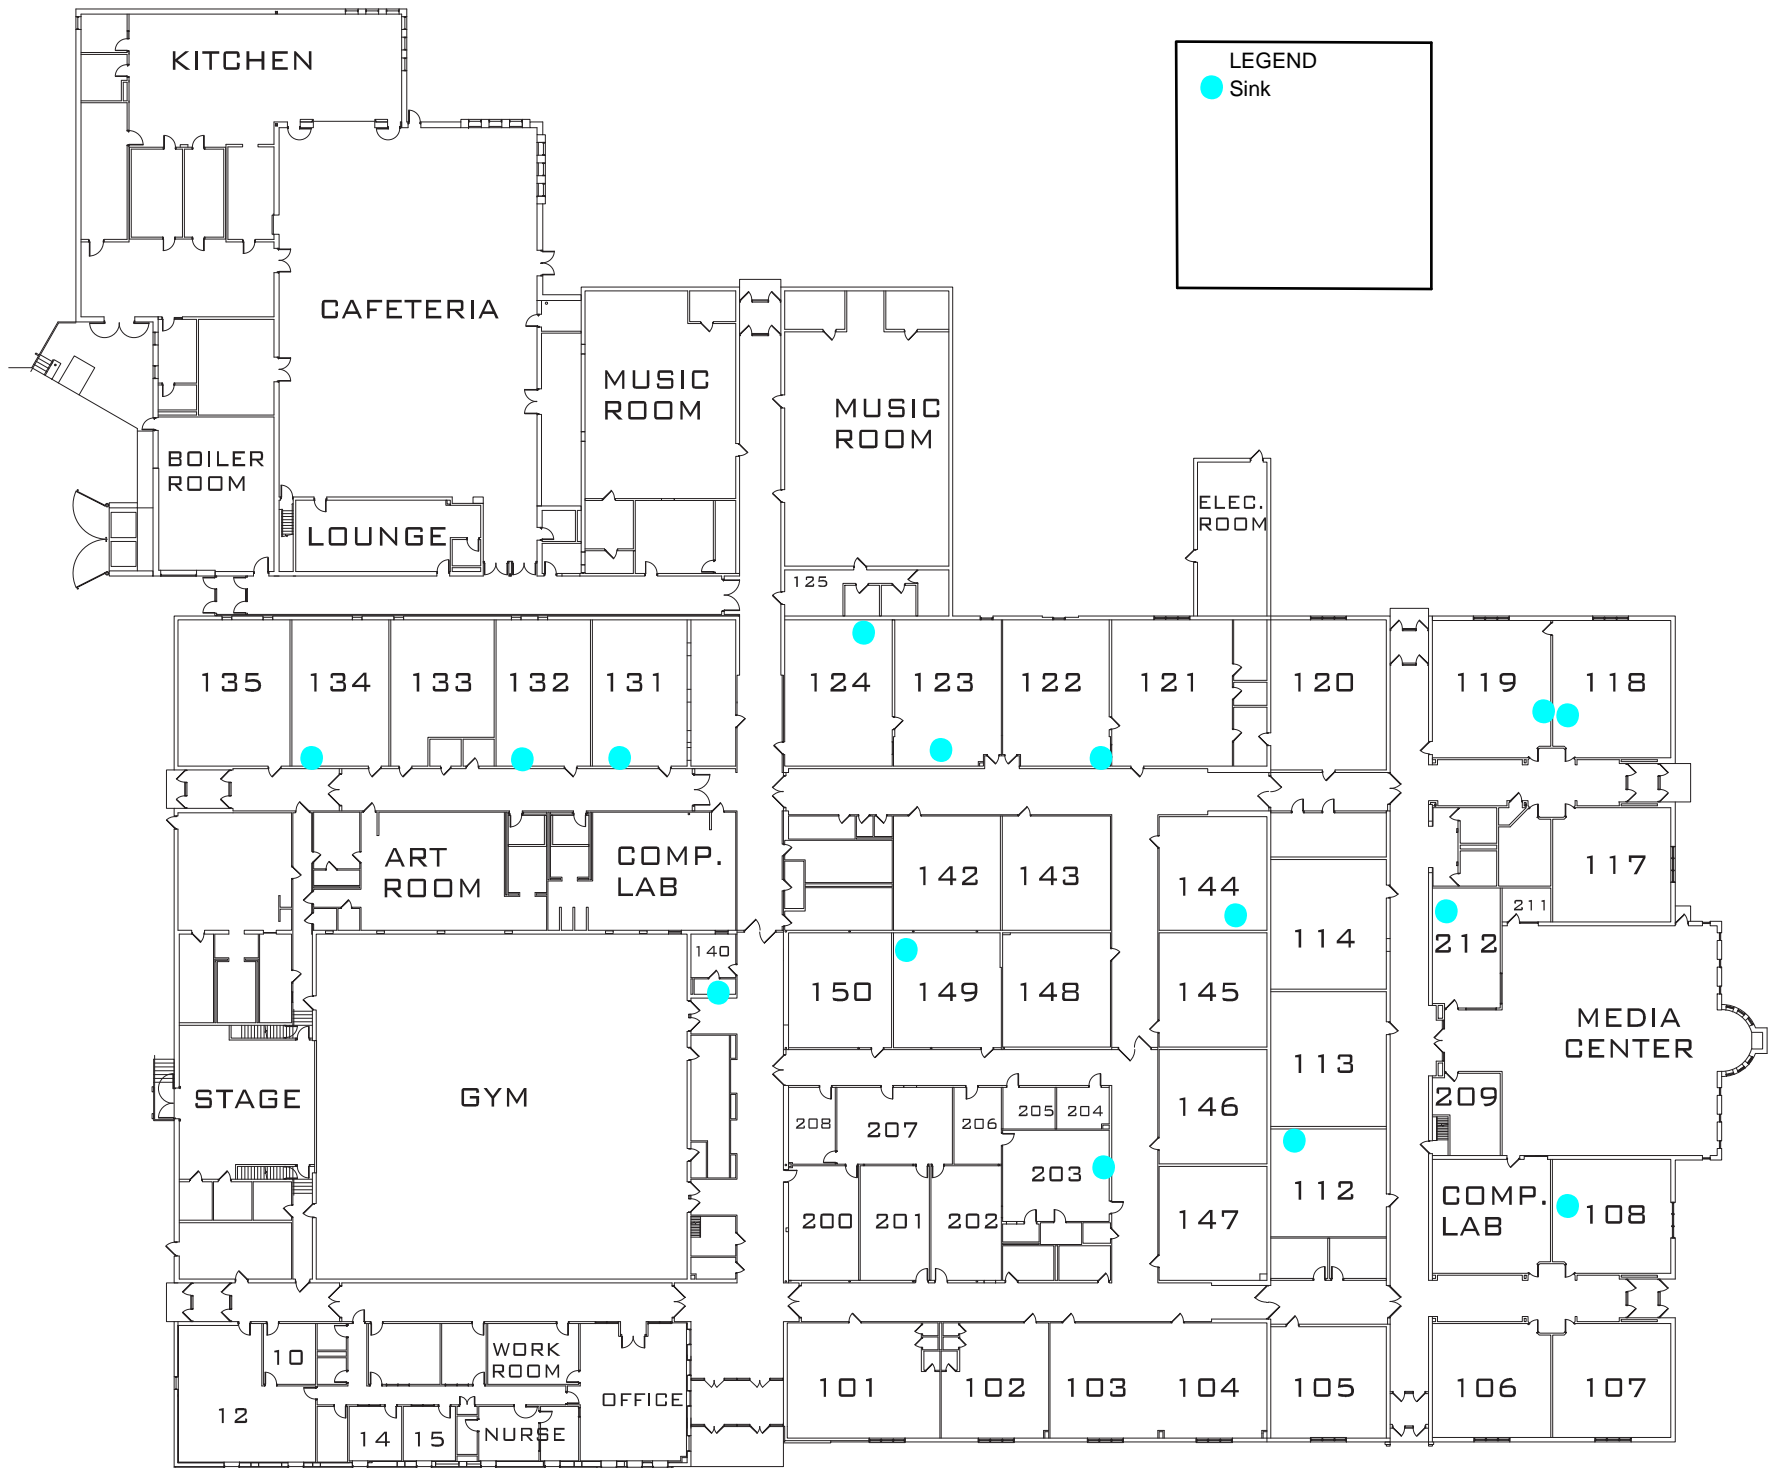 KITCHEN
LEGEND
Sink
CAFETERIA
MUSIC
ROOM
MUSIC
ROOM
BOILER
ROOM
LOUNGE
ELEC.
ROOM
125
135
134
133
132
131
124
123
122
121
120
119
118
ART
ROOM
COMP.
LAB
142
143
144
117
211
114
212
140
150
149
148
145
MEDIA
CENTER
STAGE
GYM
113
146
209
208
207
206
205
204
203
112
200
201
202
147
COMP.
LAB
108
10
WORK
ROOM
12
OFFICE
14
15
NURSE
101
102
103
104
105
106
107